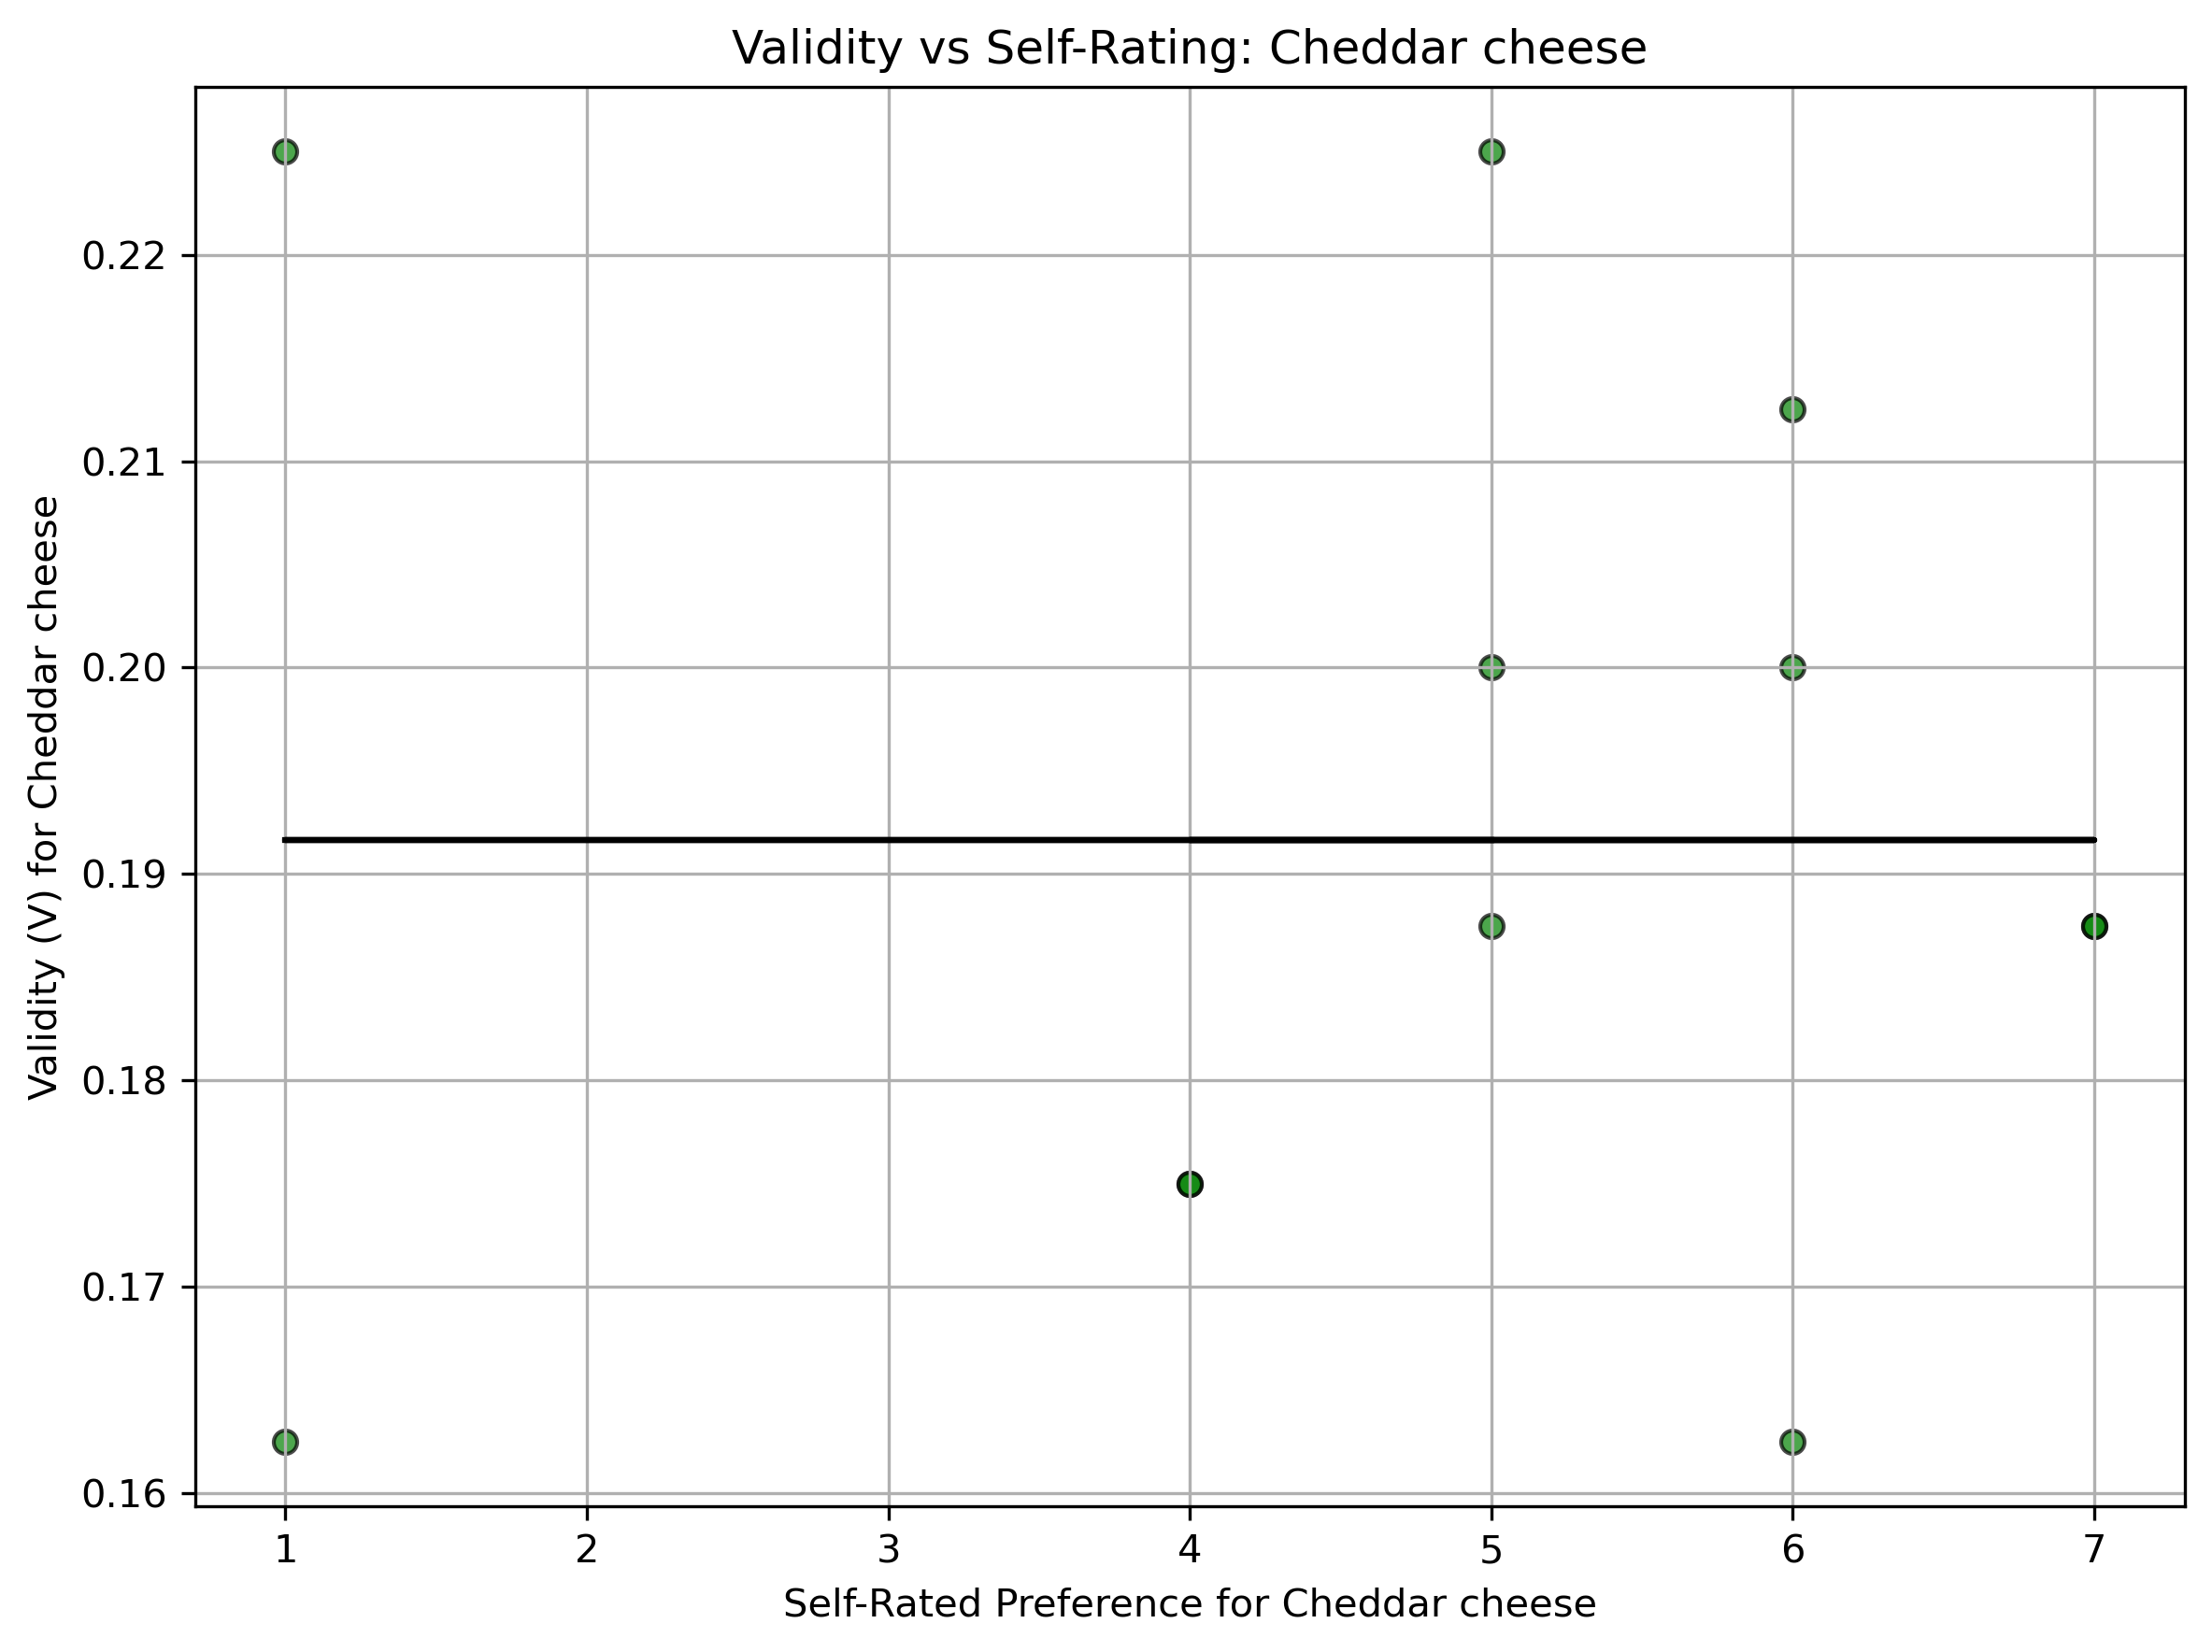 Validity vs Self-Rating: Cheddar cheese
Validity (V) for Cheddar cheese
0.22
0.21
0.20
0.19
0.18
0.17
0.16
1 2 3 4 5 6 7
Self-Rated Preference for Cheddar cheese